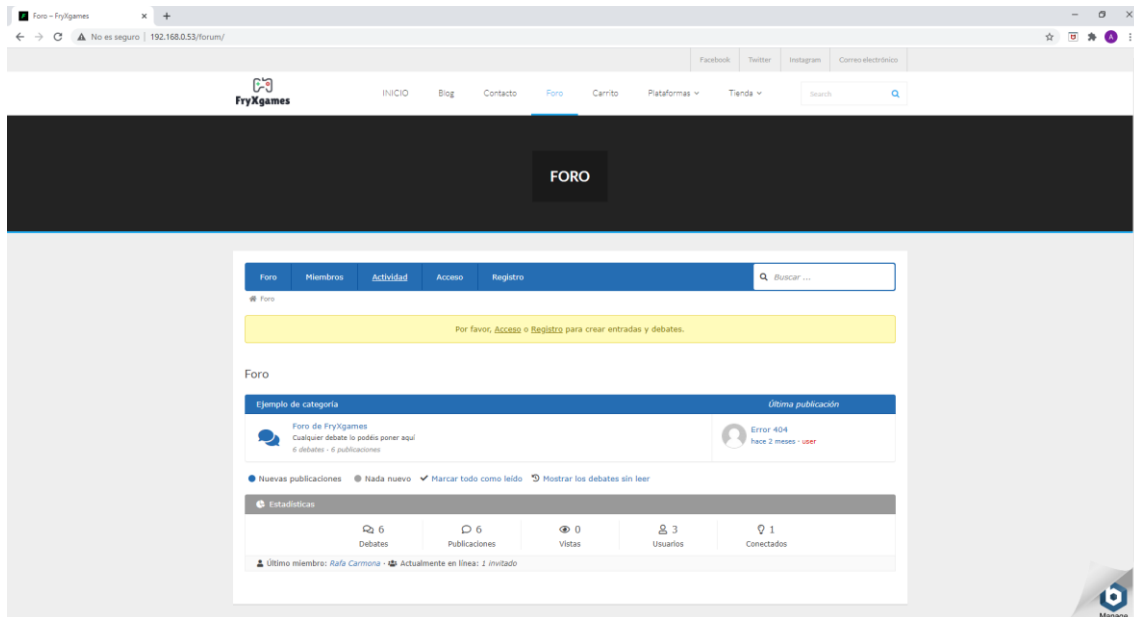 Foro – FryXgames
No es seguro | 192.168.0.53/forum/
A
Facebook Twitter Instagram Correo electrónico
FryXgames
INICIO Blog Contacto Foro Carrito Plataformas Tienda Search
FORO
Foro Miembros Actividad Acceso Registro Buscar ...
Foro
Por favor, Acceso o Registro para crear entradas y debates.
Foro
Ejemplo de categoría Última publicación
Foro de FryXgames
Cualquier debate lo podéis poner aquí
6 debates · 6 publicaciones
Error 404
hace 2 meses · user
Nuevas publicaciones Nada nuevo Marcar todo como leído Mostrar los debates sin leer
Estadísticas
6 6 0 3 1
Debates Publicaciones Vistas Usuarios Conectados
Último miembro: Rafa Carmona · Actualmente en línea: 1 invitado
b
Manage